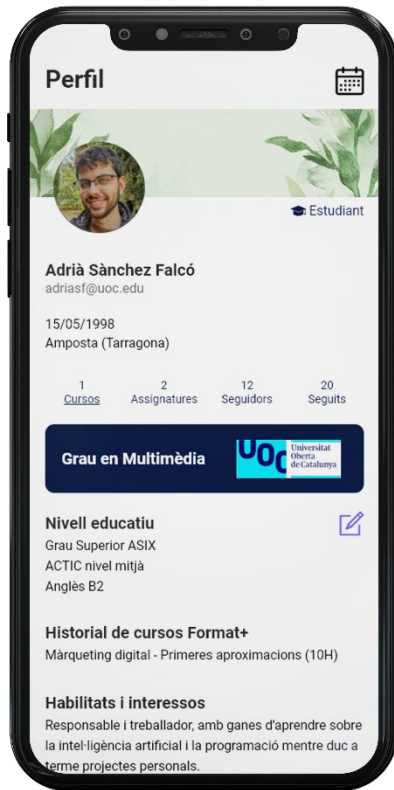 Perfil
Estudiant
Adrià Sànchez Falcó
adriasf@uoc.edu
15/05/1998
Amposta (Tarragona)
1 2 12 20
Cursos Assignatures Seguidors Seguits
Grau en Multimèdia UOC Universitat
Oberta
de Catalunya
Nivell educatiu
Grau Superior ASIX
ACTIC nivel mitjà
Anglès B2
Historial de cursos Format+
Màrqueting digital - Primeres aproximacions (10H)
Habilitats i interessos
Responsable i treballador, amb ganes d'aprendre sobre
la intel·ligència artificial i la programació mentre duc a
terme projectes personals.